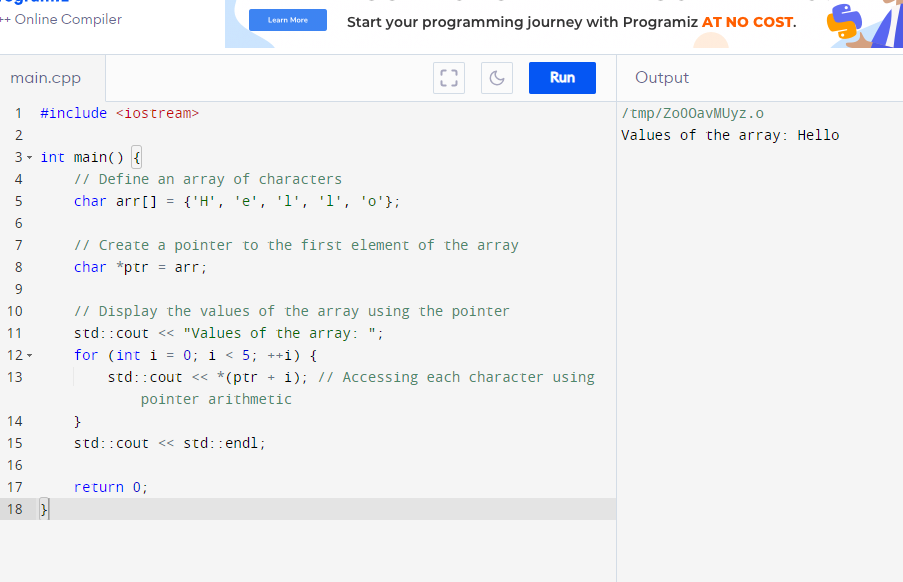 ++ Online Compiler
Learn More
Start your programming journey with Programiz AT NO COST.
main.cpp
Run
Output
1 #include <iostream>
2
3 int main() {
4 // Define an array of characters
5 char arr[] = {'H', 'e', 'l', 'l', 'o'};
6
7 // Create a pointer to the first element of the array
8 char *ptr = arr;
9
10 // Display the values of the array using the pointer
11 std::cout << "Values of the array: ";
12 for (int i = 0; i < 5; ++i) {
13 std::cout << *(ptr + i); // Accessing each character using
pointer arithmetic
14 }
15 std::cout << std::endl;
16
17 return 0;
18 }
/tmp/ZoOOavMUyz.o
Values of the array: Hello